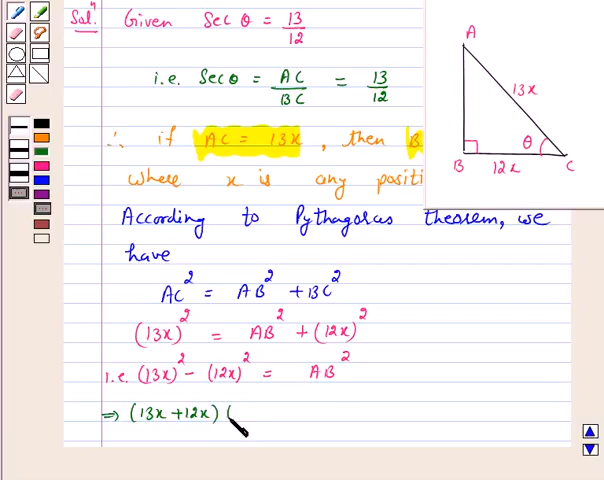 Solⁿ Given Sec θ = 13/12
i.e. Sec θ = AC/BC = 13/12
∴ if AC = 13x , then B
where x is any positi
According to Pythagorus theorem, we
have
AC² = AB² + BC²
(13x)² = AB² + (12x)²
i.e. (13x)² - (12x)² = AB²
⇒ (13x + 12x) (
A
13x
θ
B 12x C